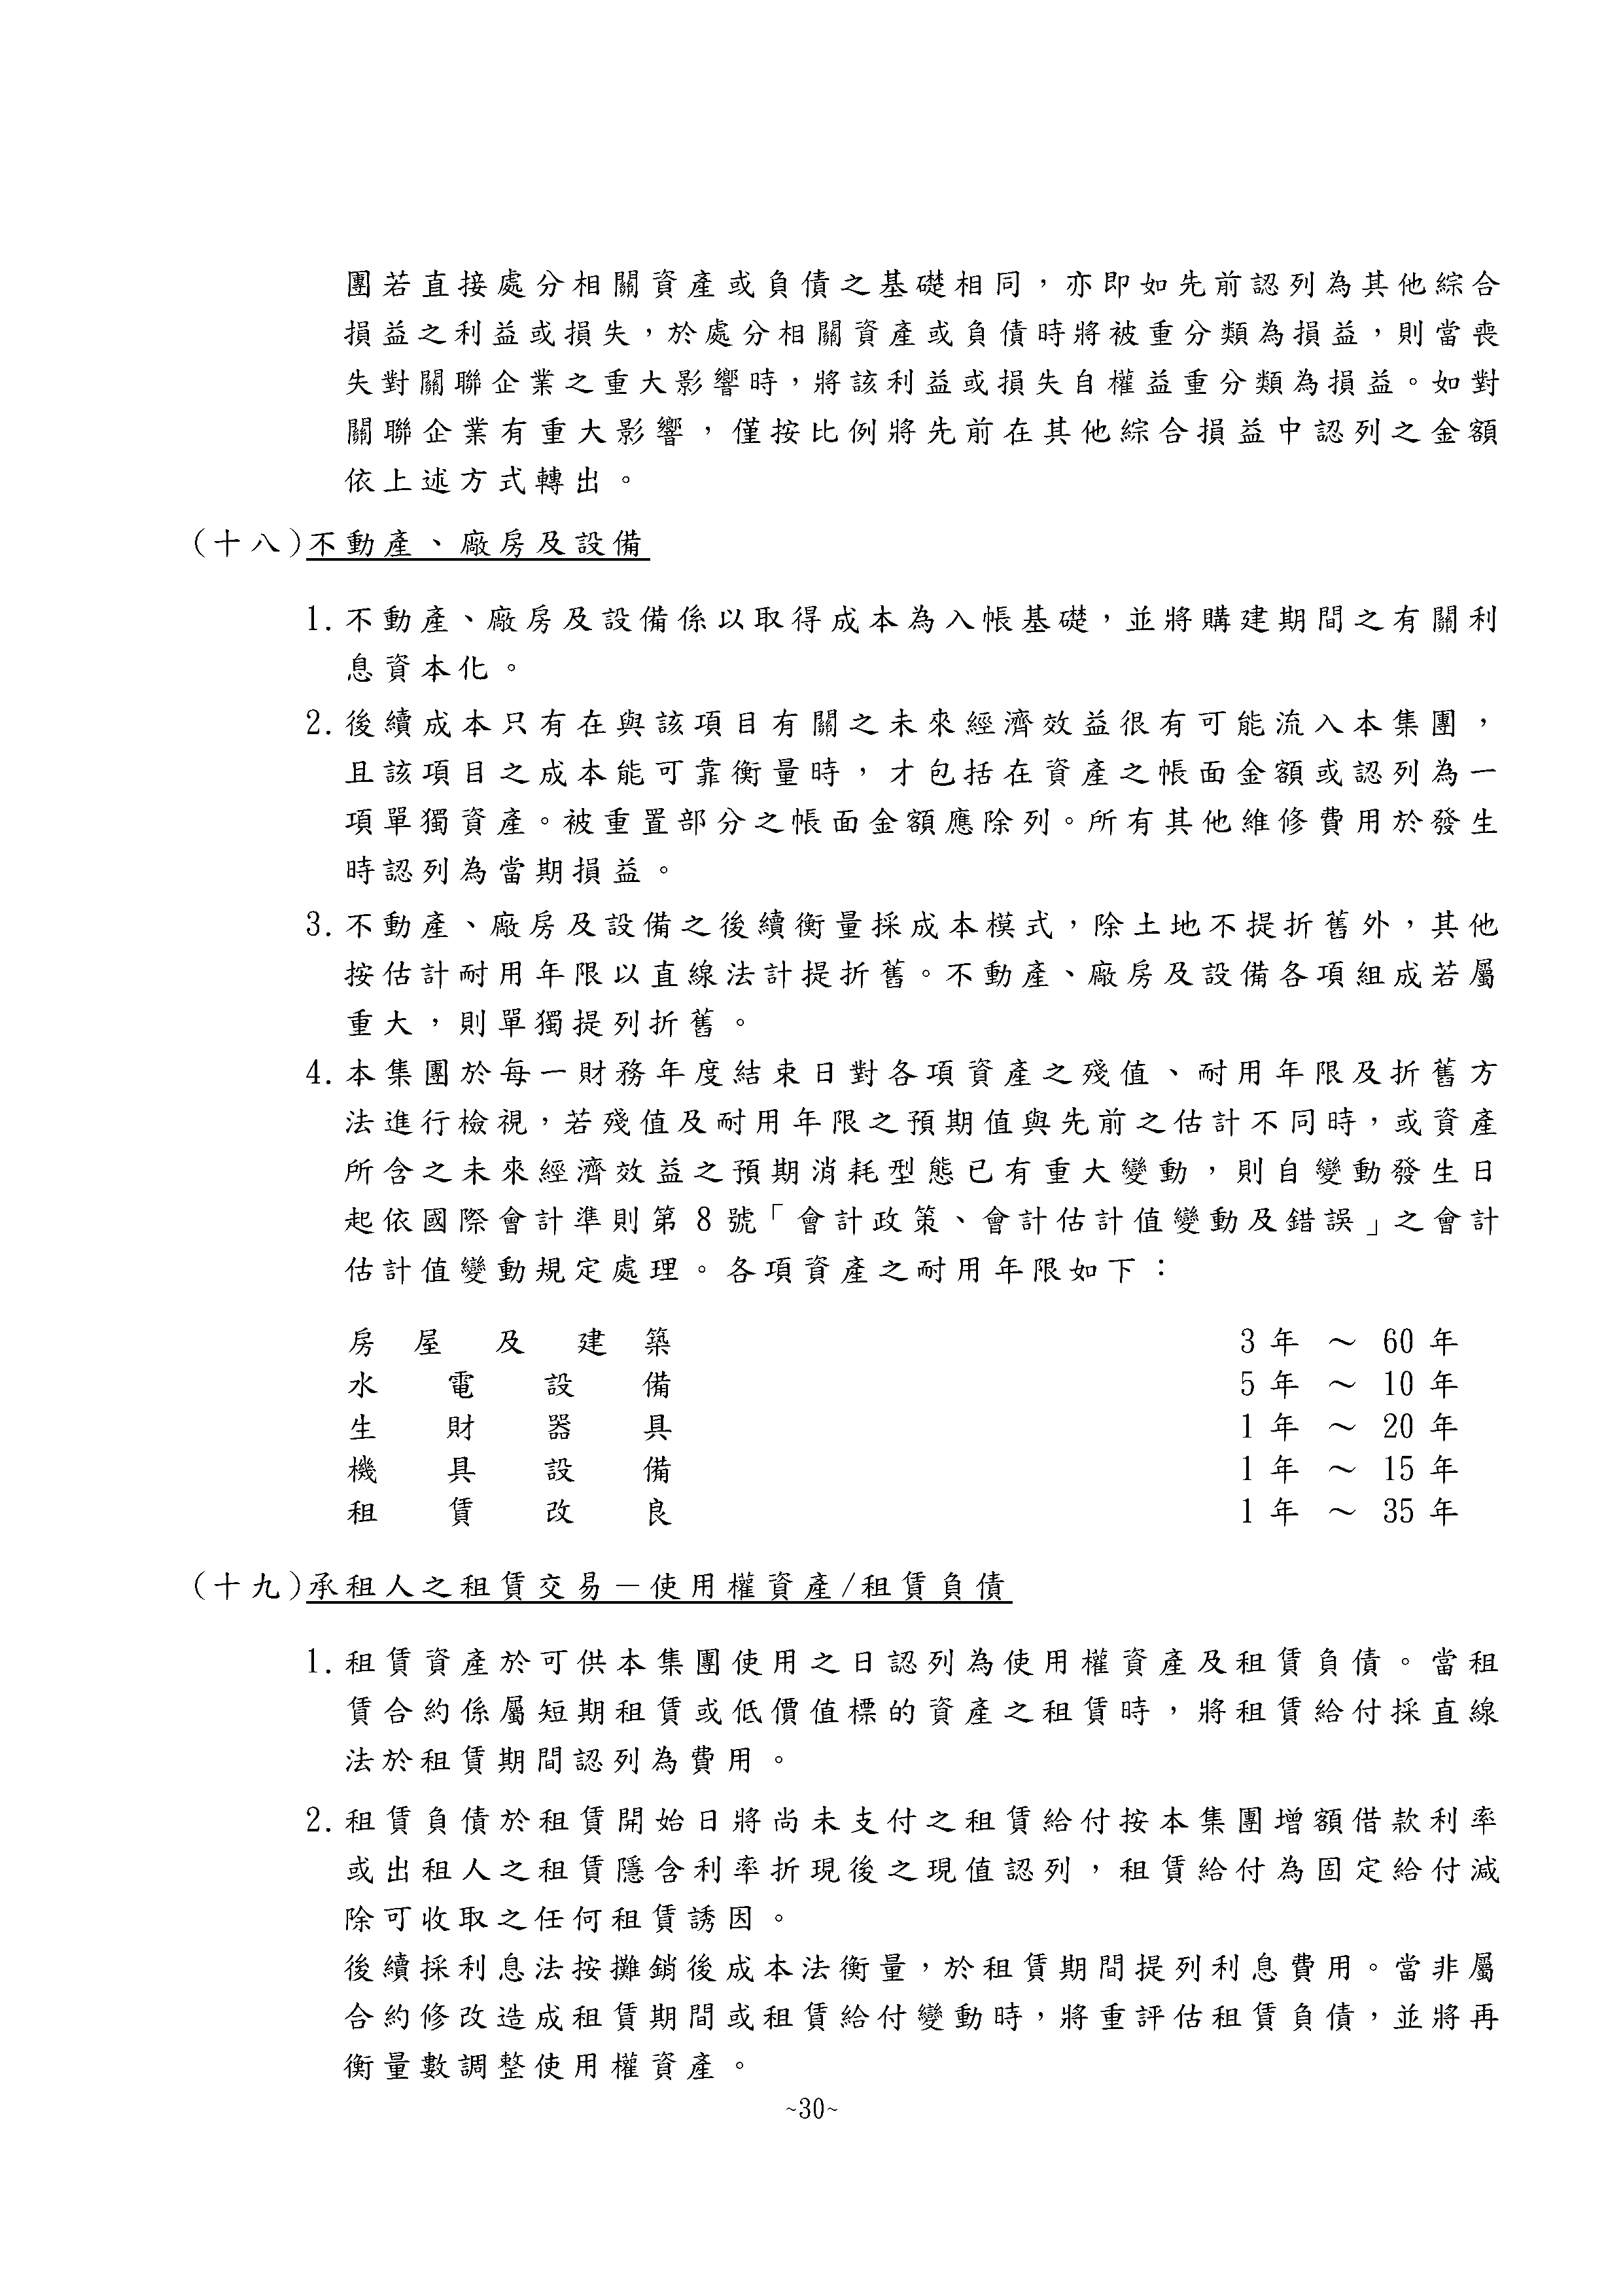 團若直接處分相關資產或負債之基礎相同，亦即如先前認列為其他綜合
損益之利益或損失，於處分相關資產或負債時將被重分類為損益，則當喪
失對關聯企業之重大影響時，將該利益或損失自權益重分類為損益。如對
關聯企業有重大影響，僅按比例將先前在其他綜合損益中認列之金額
依上述方式轉出。
(十八)不動產、廠房及設備
1.不動產、廠房及設備係以取得成本為入帳基礎，並將購建期間之有關利
息資本化。
2.後續成本只有在與該項目有關之未來經濟效益很有可能流入本集團，
且該項目之成本能可靠衡量時，才包括在資產之帳面金額或認列為一
項單獨資產。被重置部分之帳面金額應除列。所有其他維修費用於發生
時認列為當期損益。
3.不動產、廠房及設備之後續衡量採成本模式，除土地不提折舊外，其他
按估計耐用年限以直線法計提折舊。不動產、廠房及設備各項組成若屬
重大，則單獨提列折舊。
4.本集團於每一財務年度結束日對各項資產之殘值、耐用年限及折舊方
法進行檢視，若殘值及耐用年限之預期值與先前之估計不同時，或資產
所含之未來經濟效益之預期消耗型態已有重大變動，則自變動發生日
起依國際會計準則第 8 號「會計政策、會計估計值變動及錯誤」之會計
估計值變動規定處理。各項資產之耐用年限如下：
房屋及建築 3 年 ～ 60 年
水電設備 5 年 ～ 10 年
生財器具 1 年 ～ 20 年
機具設備 1 年 ～ 15 年
租賃改良 1 年 ～ 35 年
(十九)承租人之租賃交易－使用權資產/租賃負債
1.租賃資產於可供本集團使用之日認列為使用權資產及租賃負債。當租
賃合約係屬短期租賃或低價值標的資產之租賃時，將租賃給付採直線
法於租賃期間認列為費用。
2.租賃負債於租賃開始日將尚未支付之租賃給付按本集團增額借款利率
或出租人之租賃隱含利率折現後之現值認列，租賃給付為固定給付減
除可收取之任何租賃誘因。
後續採利息法按攤銷後成本法衡量，於租賃期間提列利息費用。當非屬
合約修改造成租賃期間或租賃給付變動時，將重評估租賃負債，並將再
衡量數調整使用權資產。
~30~